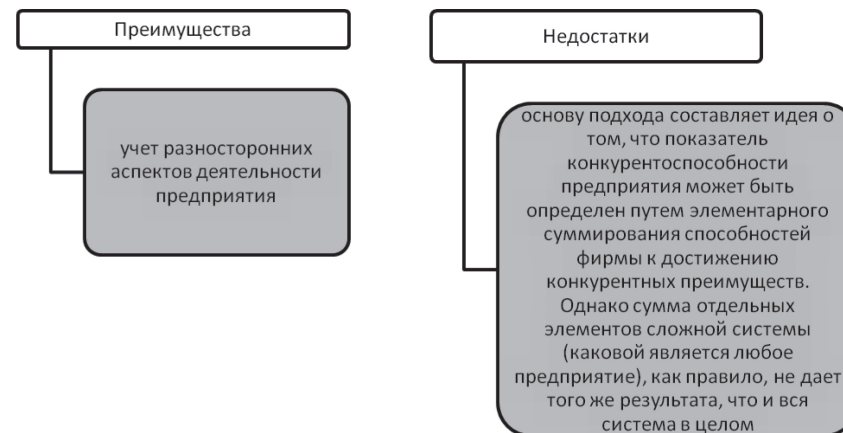 Преимущества
учет разносторонних
аспектов деятельности
предприятия
Недостатки
основу подхода составляет идея о
том, что показатель
конкурентоспособности
предприятия может быть
определен путем элементарного
суммирования способностей
фирмы к достижению
конкурентных преимуществ.
Однако сумма отдельных
элементов сложной системы
(каковой является любое
предприятие), как правило, не дает
того же результата, что и вся
система в целом